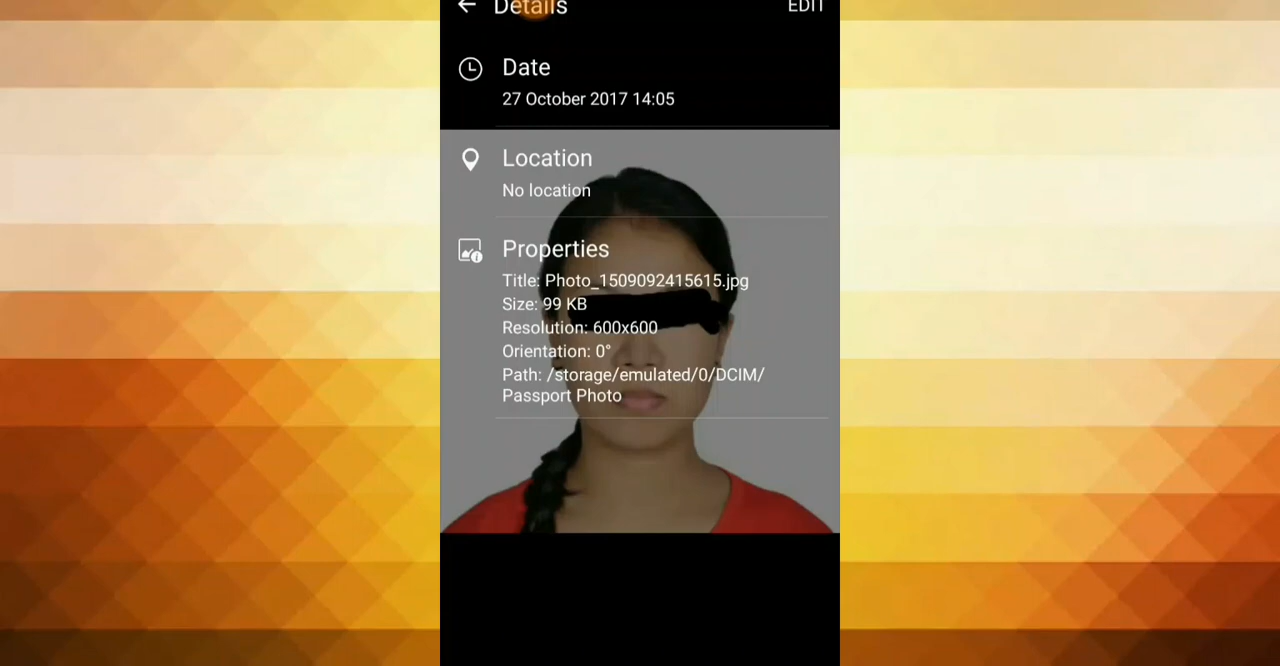 Details
EDIT
Date
27 October 2017 14:05
Location
No location
Properties
Title: Photo_1509092415615.jpg
Size: 99 KB
Resolution: 600x600
Orientation: 0°
Path: /storage/emulated/0/DCIM/
Passport Photo